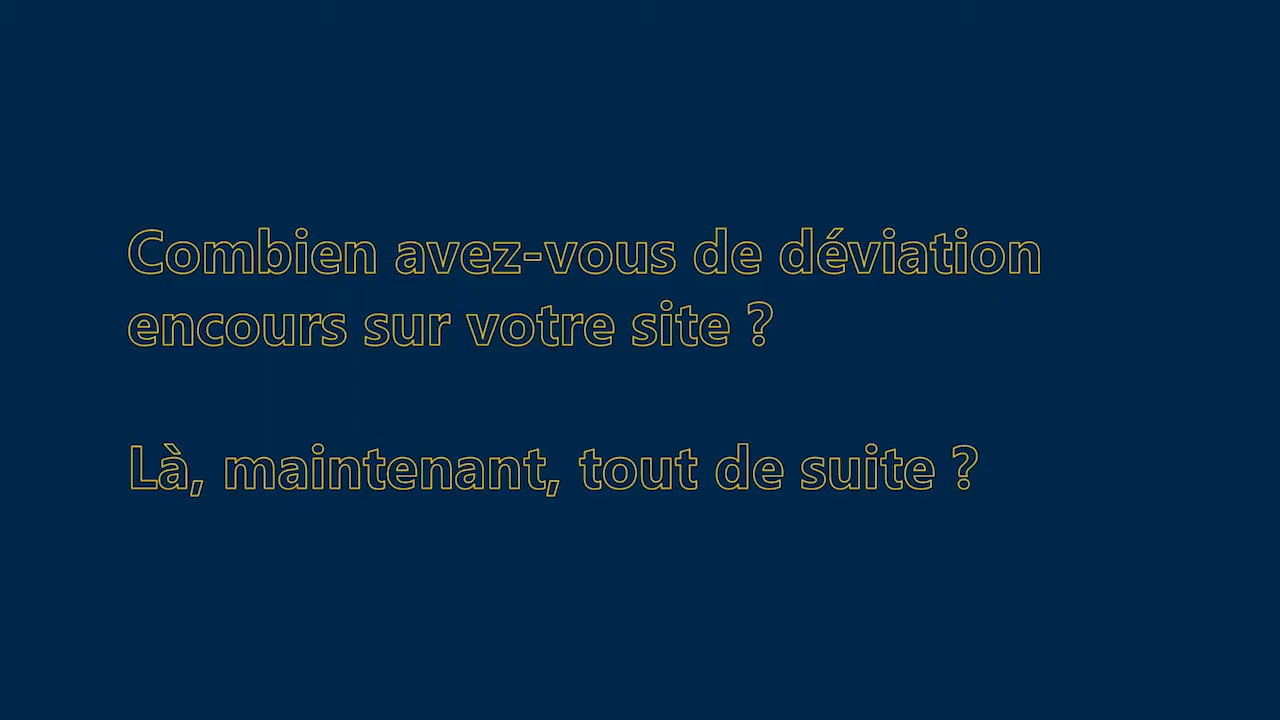 Combien avez-vous de déviation
encours sur votre site ?
Là, maintenant, tout de suite ?